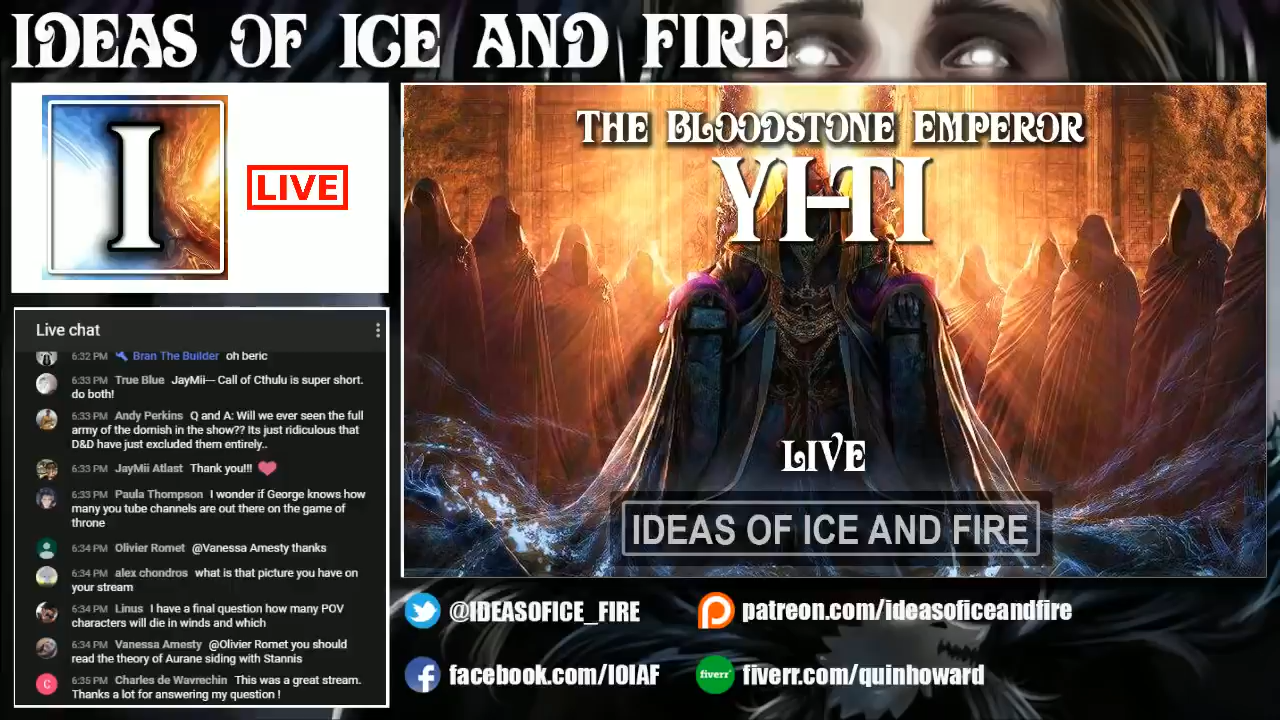 IDEAS OF ICE AND FIRE
I
LIVE
THE BLOODSTONE EMPEROR
YI-TI
LIVE
IDEAS OF ICE AND FIRE
Live chat
6:32 PM Bran The Builder oh beric
6:33 PM True Blue JayMii— Call of Cthulu is super short.
do both!
6:33 PM Andy Perkins Q and A: Will we ever seen the full
army of the dornish in the show?? Its just ridiculous that
D&D have just excluded them entirely..
6:33 PM JayMii Atlast Thank you!!! ❤
6:33 PM Paula Thompson I wonder if George knows how
many you tube channels are out there on the game of
throne
6:34 PM Olivier Romet @Vanessa Amesty thanks
6:34 PM alex chondros what is that picture you have on
your stream
6:34 PM Linus I have a final question how many POV
characters will die in winds and which
6:34 PM Vanessa Amesty @Olivier Romet you should
read the theory of Aurane siding with Stannis
C
6:35 PM Charles de Wavrechin This was a great stream.
Thanks a lot for answering my question !
@IDEASOFICE_FIRE
patreon.com/ideasoficeandfire
facebook.com/IOIAF
fiverr
fiverr.com/quinhoward